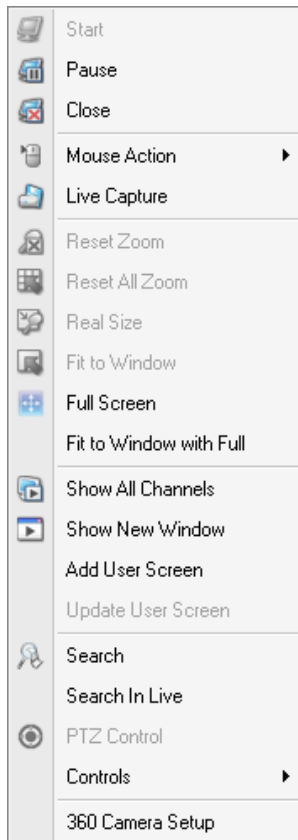 Start
Pause
Close
Mouse Action
Live Capture
Reset Zoom
Reset All Zoom
Real Size
Fit to Window
Full Screen
Fit to Window with Full
Show All Channels
Show New Window
Add User Screen
Update User Screen
Search
Search In Live
PTZ Control
Controls
360 Camera Setup